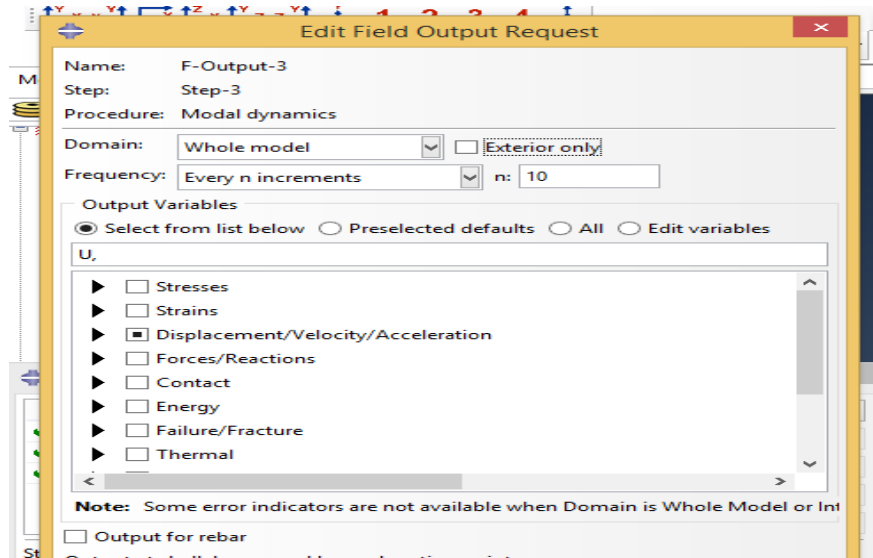 Edit Field Output Request
Name: F-Output-3
Step: Step-3
Procedure: Modal dynamics
Domain: Whole model Exterior only
Frequency: Every n increments n: 10
Output Variables
Select from list below Preselected defaults All Edit variables
U,
Stresses
Strains
Displacement/Velocity/Acceleration
Forces/Reactions
Contact
Energy
Failure/Fracture
Thermal
Note: Some error indicators are not available when Domain is Whole Model or Int
Output for rebar